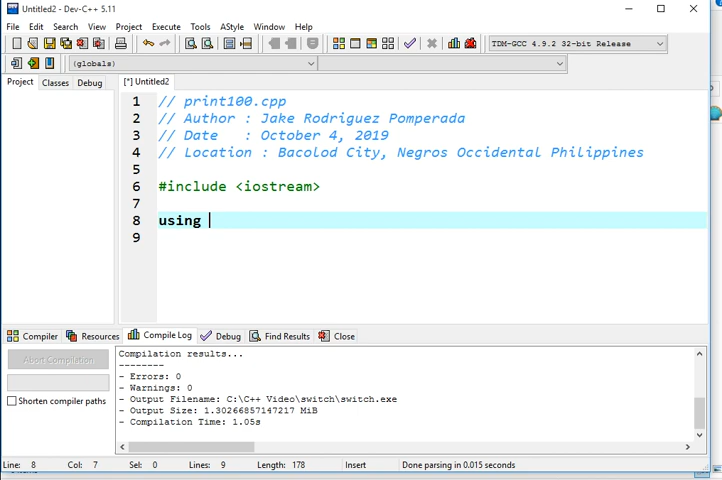 Untitled2 - Dev-C++ 5.11
File Edit Search View Project Execute Tools AStyle Window Help
TDM-GCC 4.9.2 32-bit Release
(globals)
Project Classes Debug
[*] Untitled2
1 // print100.cpp
2 // Author : Jake Rodriguez Pomperada
3 // Date   : October 4, 2019
4 // Location : Bacolod City, Negros Occidental Philippines
5
6 #include <iostream>
7
8 using
9
Compiler Resources Compile Log Debug Find Results Close
Abort Compilation
Shorten compiler paths
Compilation results...
--------
- Errors: 0
- Warnings: 0
- Output Filename: C:\C++ Video\switch\switch.exe
- Output Size: 1.30266857147217 MiB
- Compilation Time: 1.05s
Line: 8 Col: 7 Sel: 0 Lines: 9 Length: 178 Insert Done parsing in 0.015 seconds